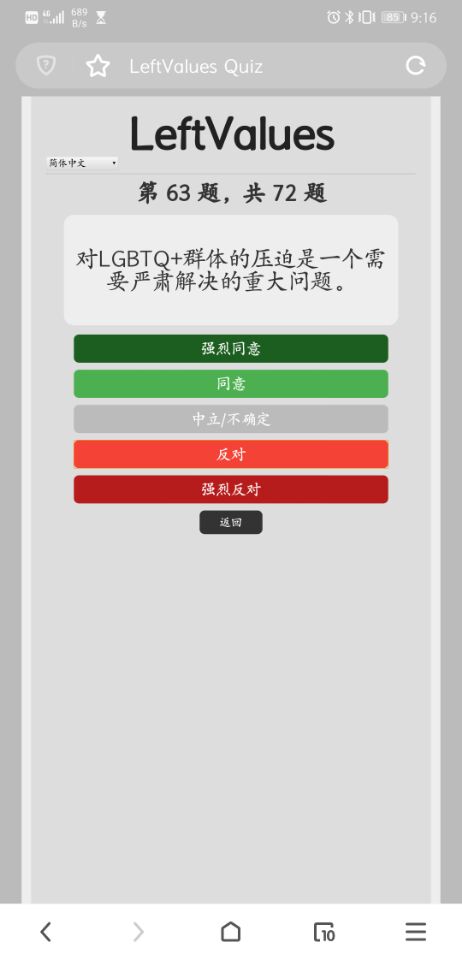 HD 4G 689 B/s 85 9:16
LeftValues Quiz
LeftValues
简体中文
第 63 题，共 72 题
对LGBTQ+群体的压迫是一个需
要严肃解决的重大问题。
强烈同意
同意
中立/不确定
反对
强烈反对
返回
10